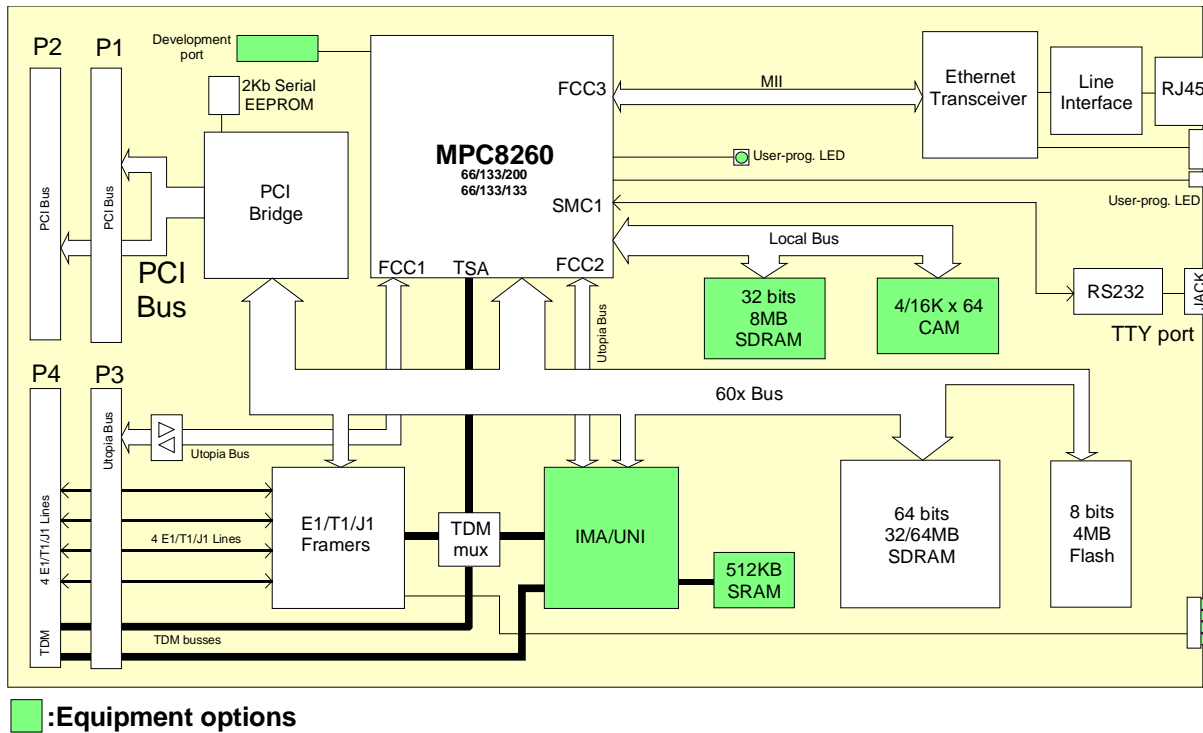 P2
P1
Development
port
2Kb Serial
EEPROM
PCI Bus
PCI Bus
PCI
Bridge
PCI
Bus
MPC8260
66/133/200
66/133/133
FCC3
SMC1
FCC1
TSA
FCC2
MII
Ethernet
Transceiver
Line
Interface
RJ45
User-prog. LED
User-prog. LED
Local Bus
32 bits
8MB
SDRAM
4/16K x 64
CAM
RS232
JACK
TTY port
Utopia Bus
60x Bus
P4
P3
Utopia Bus
Utopia Bus
4 E1/T1/J1 Lines
4 E1/T1/J1 Lines
E1/T1/J1
Framers
TDM
mux
IMA/UNI
512KB
SRAM
64 bits
32/64MB
SDRAM
8 bits
4MB
Flash
TDM
TDM busses
:Equipment options